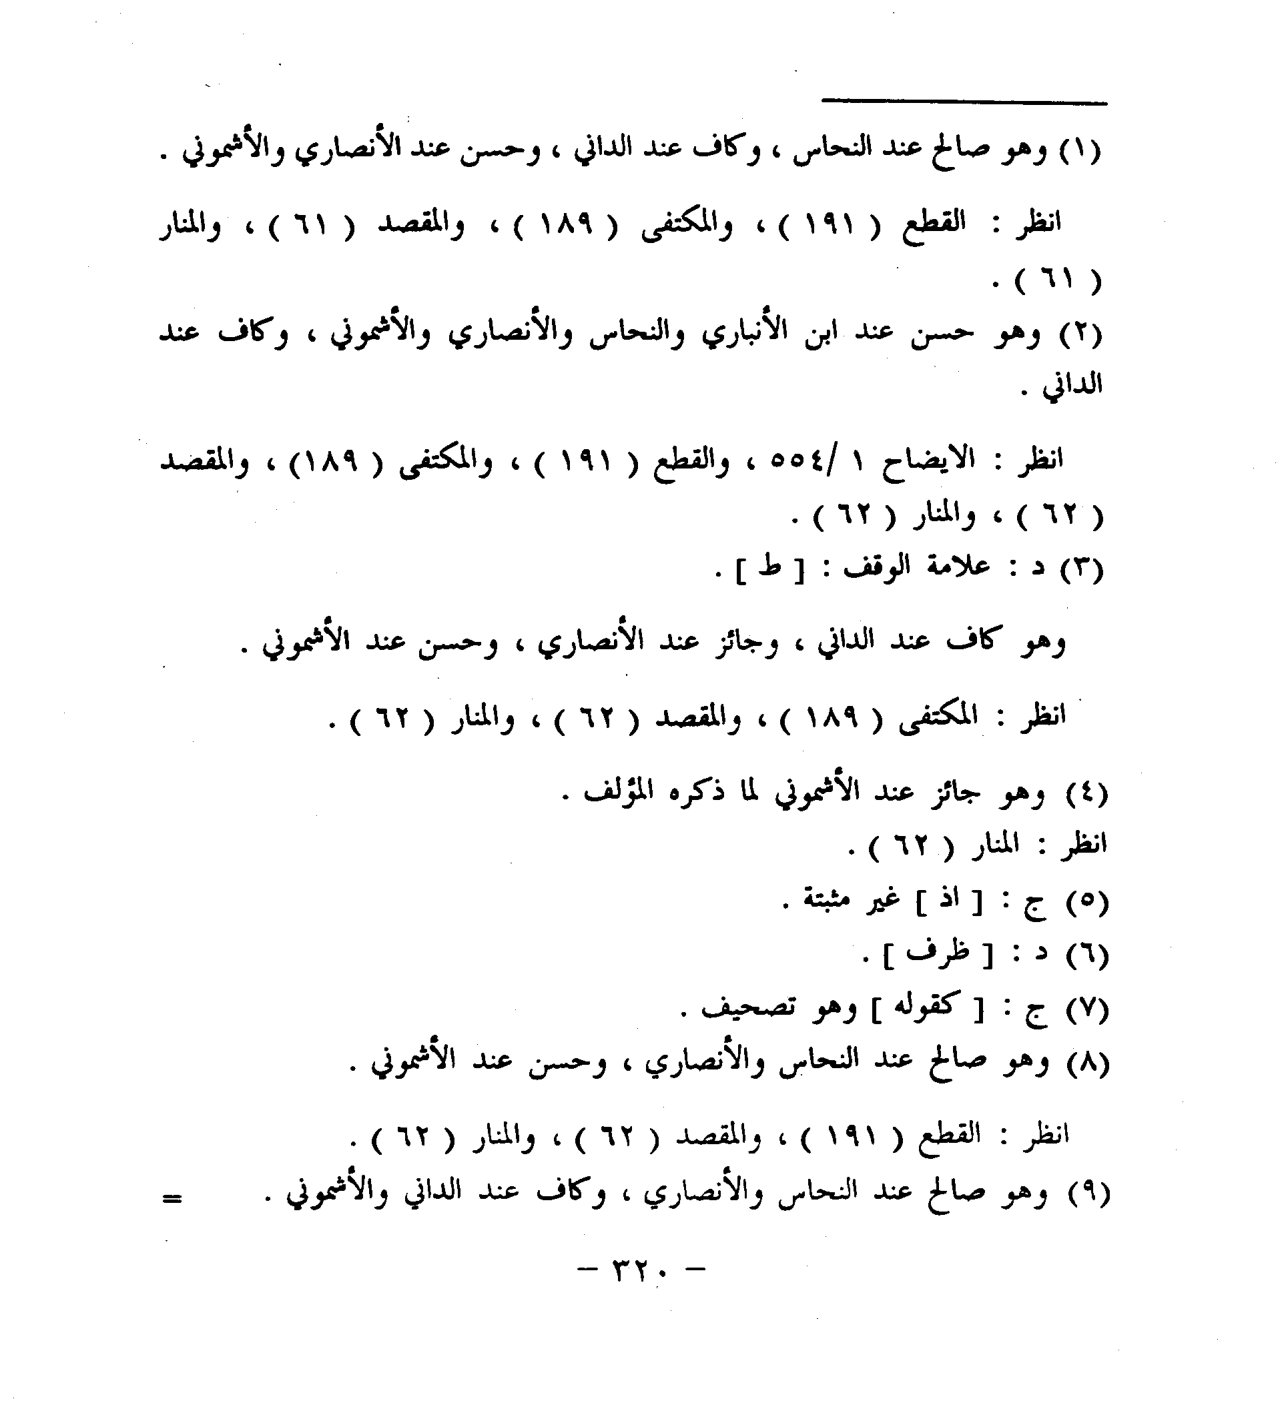 (١) وهو صالح عند النحاس ، وكاف عند الداني ، وحسن عند الأنصاري والأشموني .
انظر : القطع ( ١٩١ ) ، والمكتفى ( ١٨٩ ) ، والمقصد ( ٦١ ) ، والمنار
( ٦١ ) .
(٢) وهو حسن عند ابن الأنباري والنحاس والأنصاري والأشموني ، وكاف عند
الداني .
انظر : الايضاح ١ /٥٥٤ ، والقطع ( ١٩١ ) ، والمكتفى ( ١٨٩) ، والمقصد
( ٦٢ ) ، والمنار ( ٦٢ ) .
(٣) د : علامة الوقف : [ ط ] .
وهو كاف عند الداني ، وجائز عند الأنصاري ، وحسن عند الأشموني .
انظر : المكتفى ( ١٨٩ ) ، والمقصد ( ٦٢ ) ، والمنار ( ٦٢ ) .
(٤) وهو جائز عند الأشموني لما ذكره المؤلف .
انظر : المنار ( ٦٢ ) .
(٥) ج : [ اذ ] غير مثبتة .
(٦) د : [ ظرف ] .
(٧) ج : [ كقوله ] وهو تصحيف .
(٨) وهو صالح عند النحاس والأنصاري ، وحسن عند الأشموني .
انظر : القطع ( ١٩١ ) ، والمقصد ( ٦٢ ) ، والمنار ( ٦٢ ) .
(٩) وهو صالح عند النحاس والأنصاري ، وكاف عند الداني والأشموني . =
– ٣٢٠ –